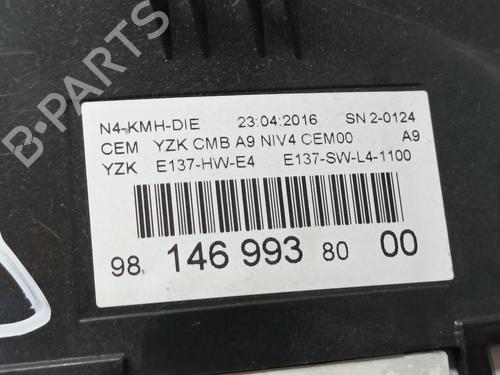 N4-KMH-DIE 23:04:2016 SN 2-0124
CEM YZK CMB A9 NIV4 CEM00 A9
YZK E137-HW-E4 E137-SW-L4-1100
98 146 993 80 00
B-PARTS